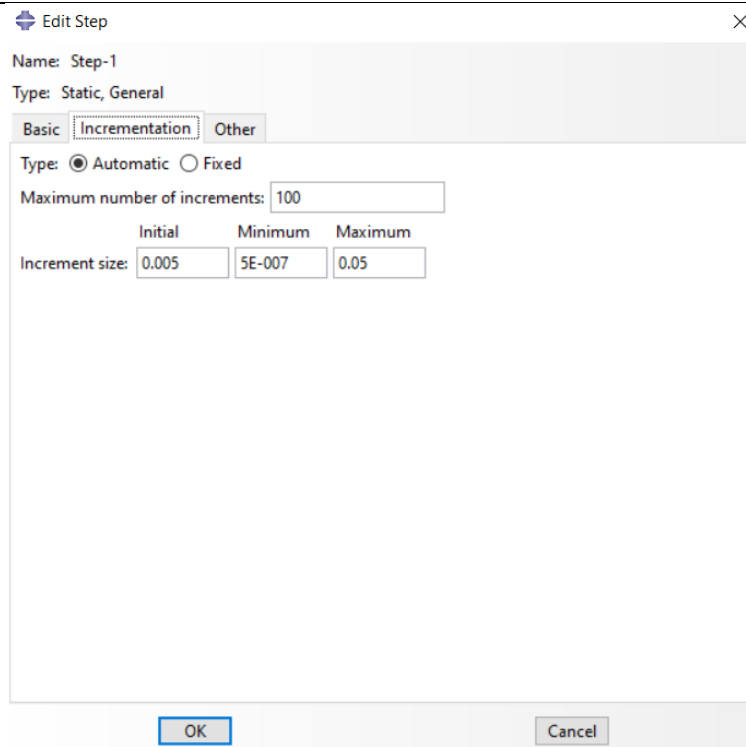 Edit Step
Name: Step-1
Type: Static, General
Basic Incrementation Other
Type: Automatic Fixed
Maximum number of increments: 100
Initial Minimum Maximum
Increment size: 0.005 5E-007 0.05
OK Cancel